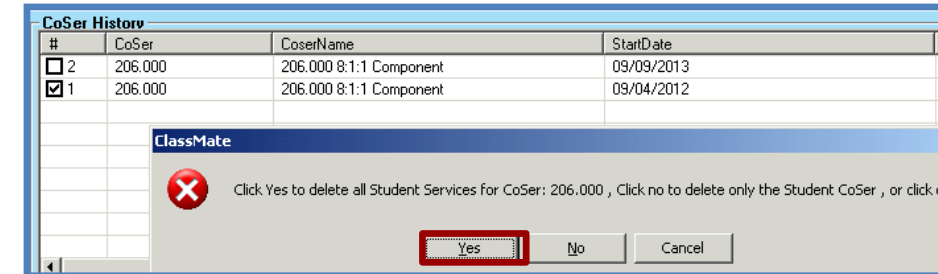 CoSer History
# CoSer CoserName StartDate
2 206.000 206.000 8:1:1 Component 09/09/2013
1 206.000 206.000 8:1:1 Component 09/04/2012
ClassMate
Click Yes to delete all Student Services for CoSer: 206.000 , Click no to delete only the Student CoSer , or click
Yes No Cancel